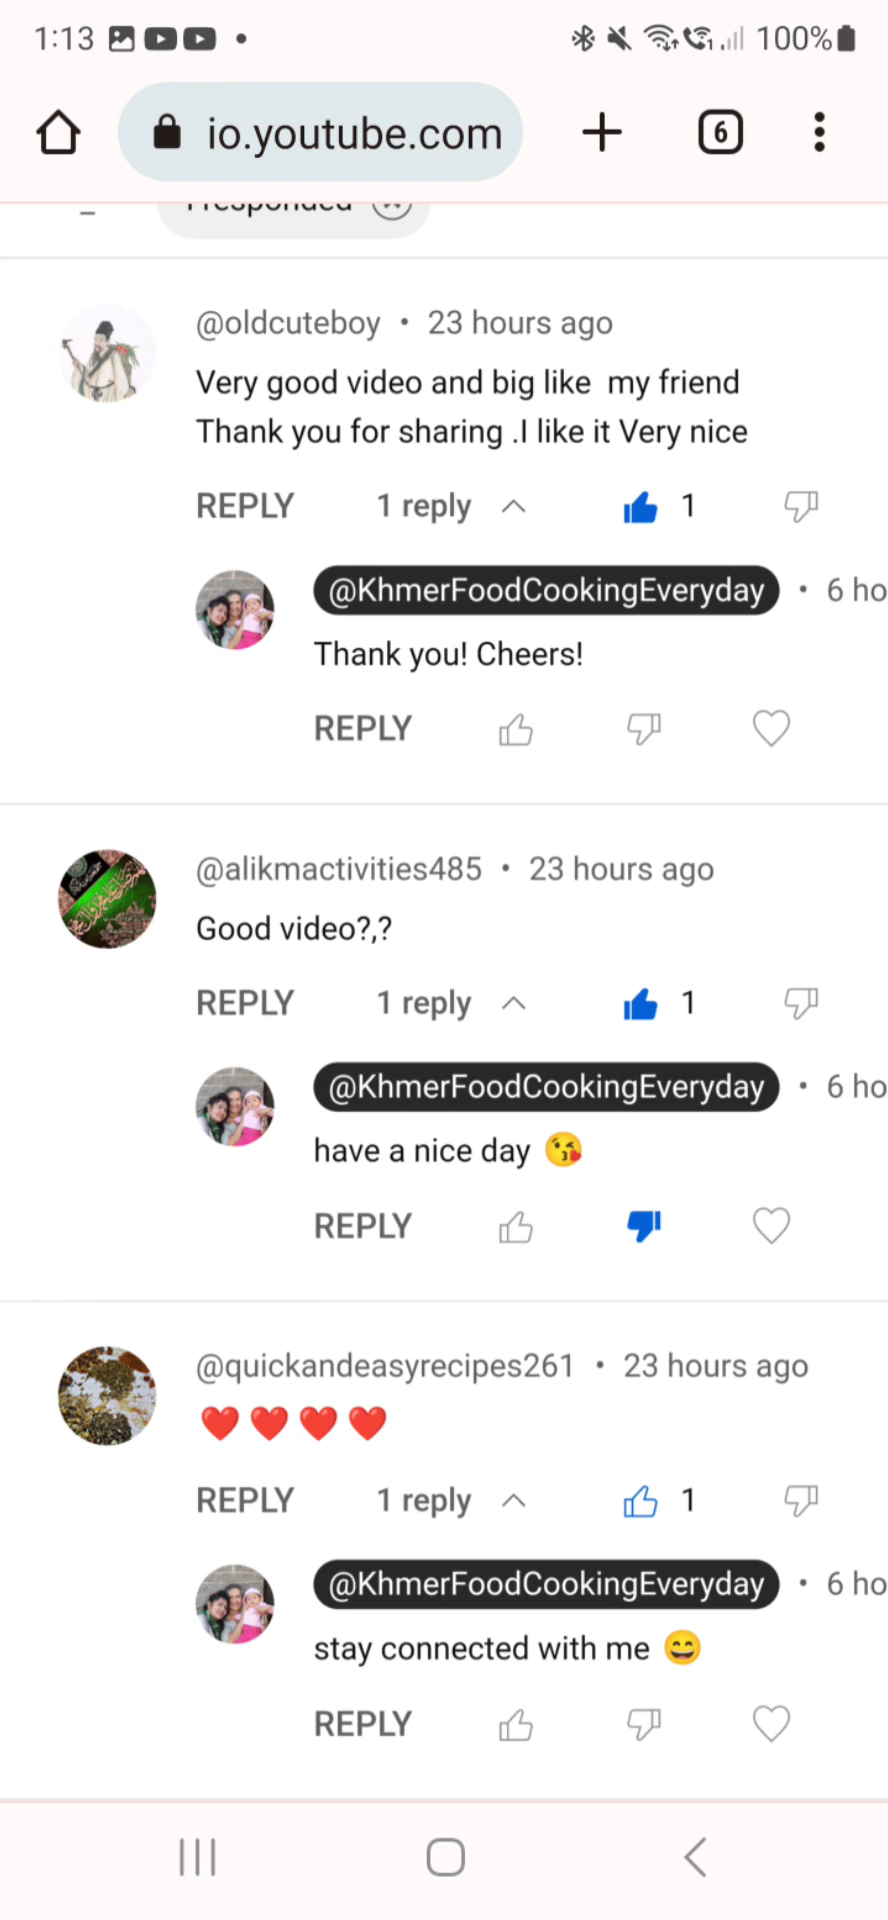 1:13
100%
io.youtube.com
6
I responded
@oldcuteboy • 23 hours ago
Very good video and big like  my friend
Thank you for sharing .I like it Very nice
REPLY 1 reply 1
@KhmerFoodCookingEveryday • 6 ho
Thank you! Cheers!
REPLY
@alikmactivities485 • 23 hours ago
Good video?,?
REPLY 1 reply 1
@KhmerFoodCookingEveryday • 6 ho
have a nice day 😘
REPLY
@quickandeasyrecipes261 • 23 hours ago
❤️❤️❤️❤️
REPLY 1 reply 1
@KhmerFoodCookingEveryday • 6 ho
stay connected with me 😄
REPLY